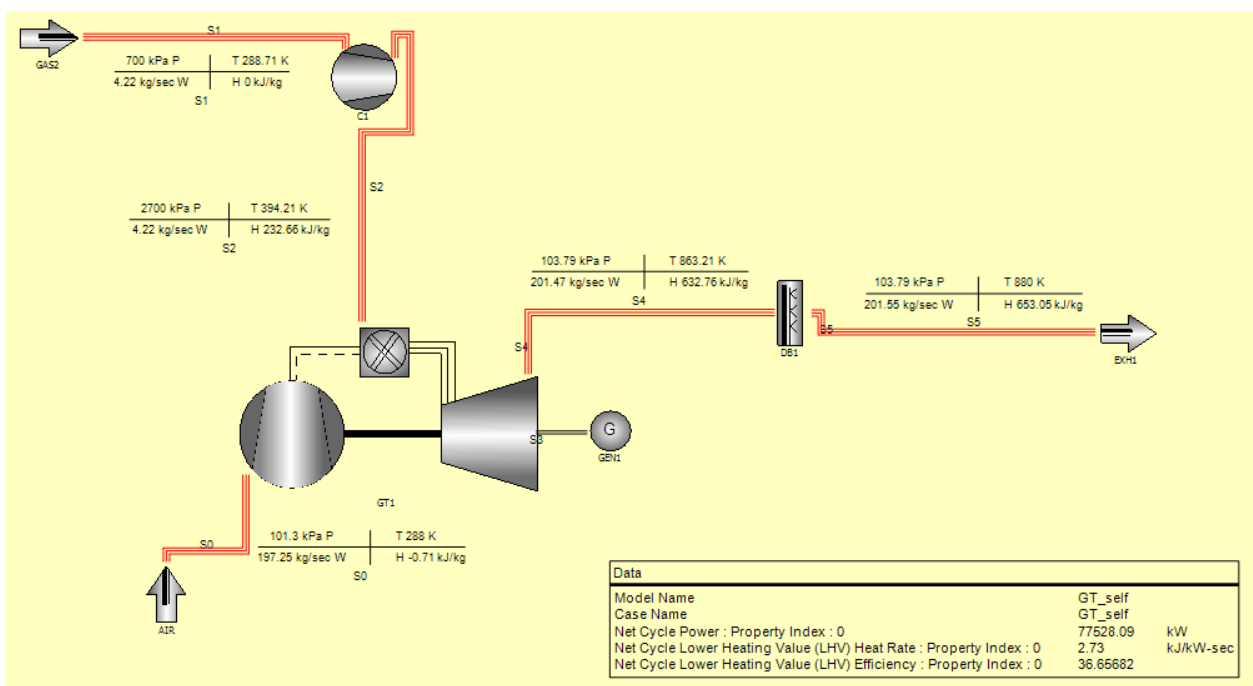 S1
GAS2
700 kPa P T 288.71 K
4.22 kg/sec W H 0 kJ/kg
S1
C1
S2
2700 kPa P T 394.21 K
4.22 kg/sec W H 232.66 kJ/kg
S2
103.79 kPa P T 863.21 K
201.47 kg/sec W H 632.76 kJ/kg
S4
103.79 kPa P T 880 K
201.55 kg/sec W H 653.05 kJ/kg
S5
S5
DB1
EXH1
S4
G
S3
GEN1
GT1
S0
101.3 kPa P T 288 K
197.25 kg/sec W H -0.71 kJ/kg
S0
AIR
Data
Model Name GT_self
Case Name GT_self
Net Cycle Power : Property Index : 0 77528.09 kW
Net Cycle Lower Heating Value (LHV) Heat Rate : Property Index : 0 2.73 kJ/kW-sec
Net Cycle Lower Heating Value (LHV) Efficiency : Property Index : 0 36.65682